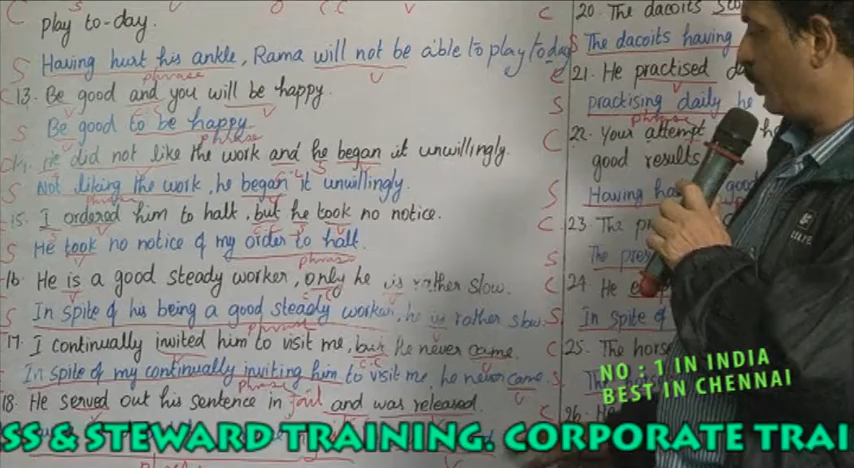 C
play to-day.
S Having hurt his ankle, Rama will not be able to play today
phrase V
C 13. Be good and you will be happy.
V C.C V
S Be good to be happy
phrase
He did not like the work and he began it unwillingly.
S Not liking the work, he began it unwillingly.
phrase
15. I ordered him to halt, but he took no notice.
S He took no notice of my order to halt.
phrase
16. He is a good steady worker, only he is rather slow.
S In spite of his being a good steady worker, he is rather slow.
phrase
17. I continually invited him to visit me, but he never came.
In spite of my continually inviting him to visit me, he never came.
phrase
18. He served out his sentence in jail and was released.
C 20. The dacoits
S The dacoits having
C 21. He practised
S practising daily he
phrase
C 22. Your attempt
good results
S Having
C 23. The
S The
C 24. He
S In spite of
C 25. The horse
S The
C 26. He
NO : 1 IN INDIA
BEST IN CHENNAI
SS & STEWARD TRAINING. CORPORATE TRAI